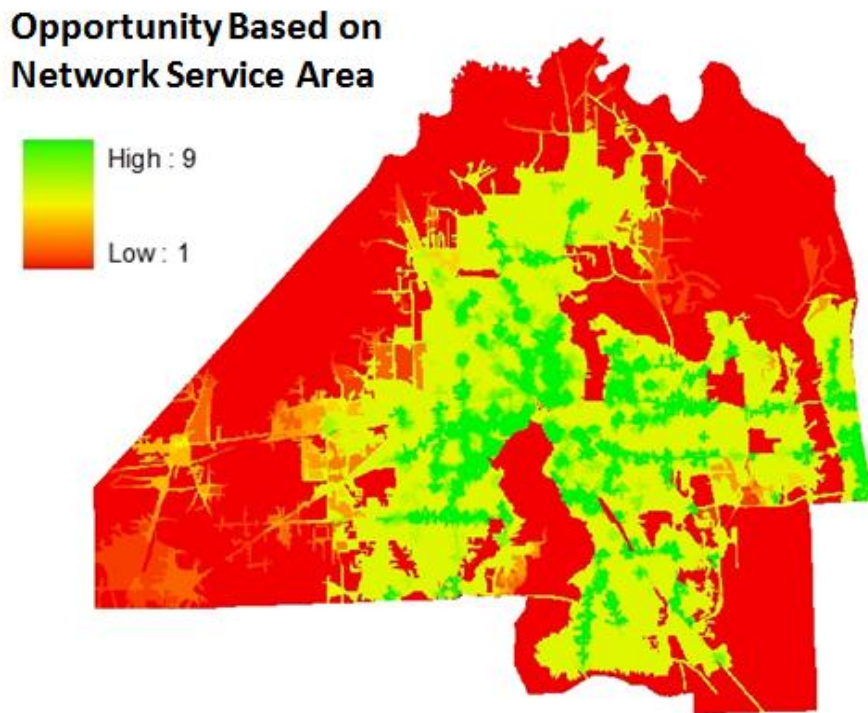 Opportunity Based on
Network Service Area
High : 9
Low : 1